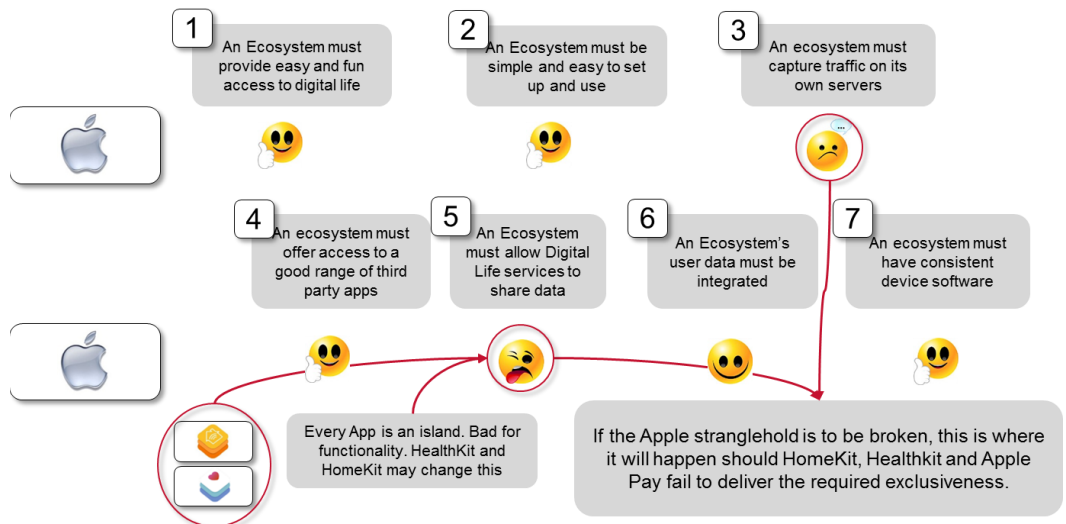 1
An Ecosystem must
provide easy and fun
access to digital life
2
An Ecosystem must be
simple and easy to set
up and use
3
An ecosystem must
capture traffic on its
own servers
...
4
An ecosystem must
offer access to a
good range of third
party apps
5
An Ecosystem
must allow Digital
Life services to
share data
6
An Ecosystem’s
user data must be
integrated
7
An ecosystem must
have consistent
device software
Every App is an island. Bad for
functionality. HealthKit and
HomeKit may change this
If the Apple stranglehold is to be broken, this is where
it will happen should HomeKit, Healthkit and Apple
Pay fail to deliver the required exclusiveness.